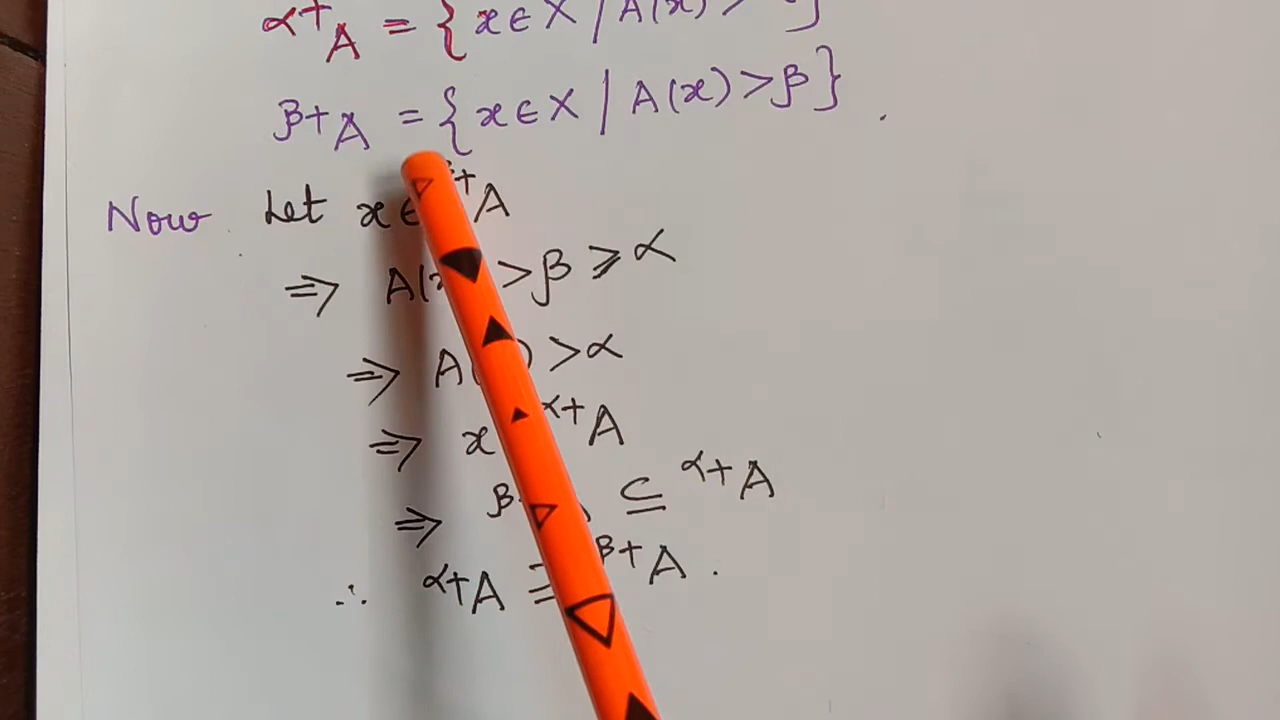 α+A = {x∈X / A(x) >
β+A = {x∈X / A(x) > β}.
Now Let x∈ +A
⇒ A( > β ⩾ α
⇒ A( ) > α
⇒ x α+A
⇒ β ⊆ α+A
∴ α+A β+A.